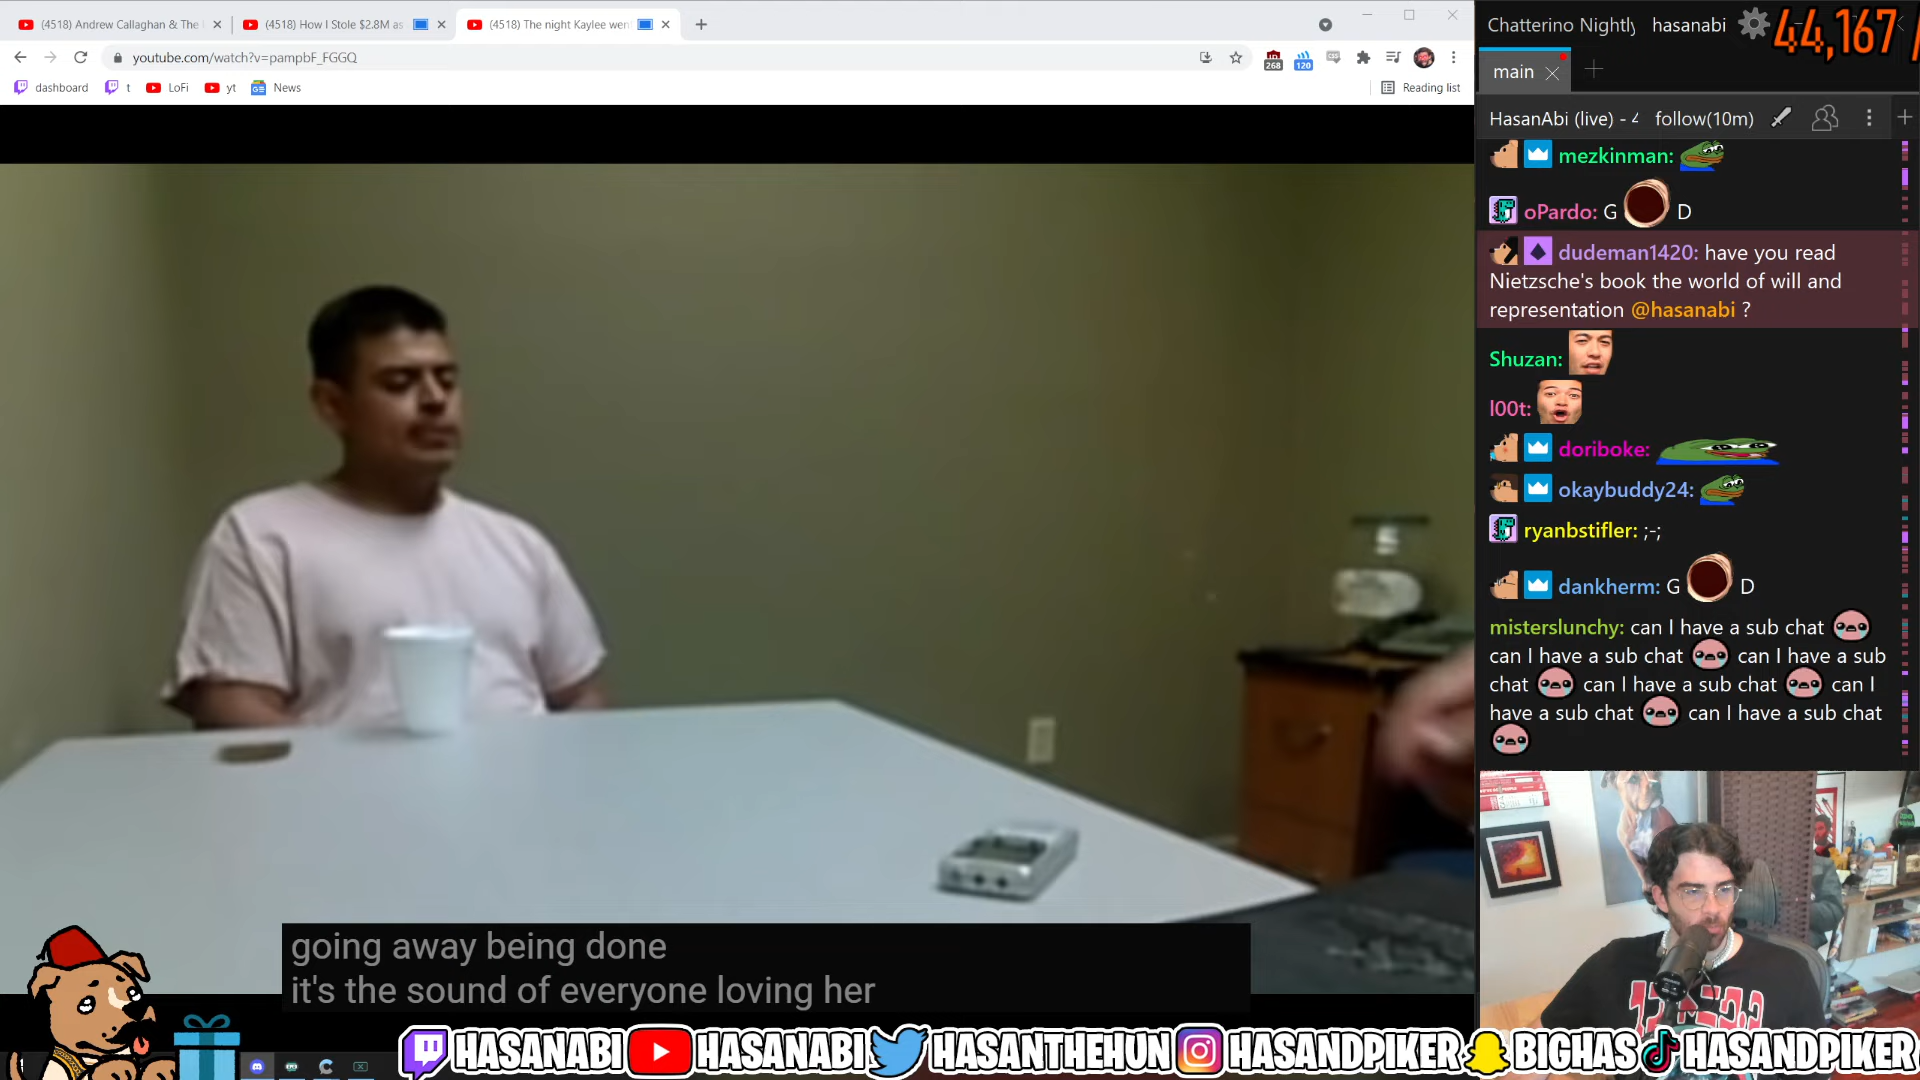 (4518) Andrew Callaghan & The
(4518) How I Stole $2.8M as
(4518) The night Kaylee wen
youtube.com/watch?v=pampbF_FGGQ
268
120
dashboard
t
LoFi
yt
News
Reading list
Chatterino Nightly
hasanabi
44,167
main
HasanAbi (live) - 4
follow(10m)
mezkinman:
oPardo: G D
dudeman1420: have you read
Nietzsche's book the world of will and
representation @hasanabi ?
Shuzan:
l00t:
doriboke:
okaybuddy24:
ryanbstifler: ;-;
dankherm: G D
misterslunchy: can I have a sub chat
can I have a sub chat can I have a sub
chat can I have a sub chat can I
have a sub chat can I have a sub chat
going away being done
it's the sound of everyone loving her
HASANABI HASANABI HASANTHEHUN HASANDPIKER BIGHAS HASANDPIKER